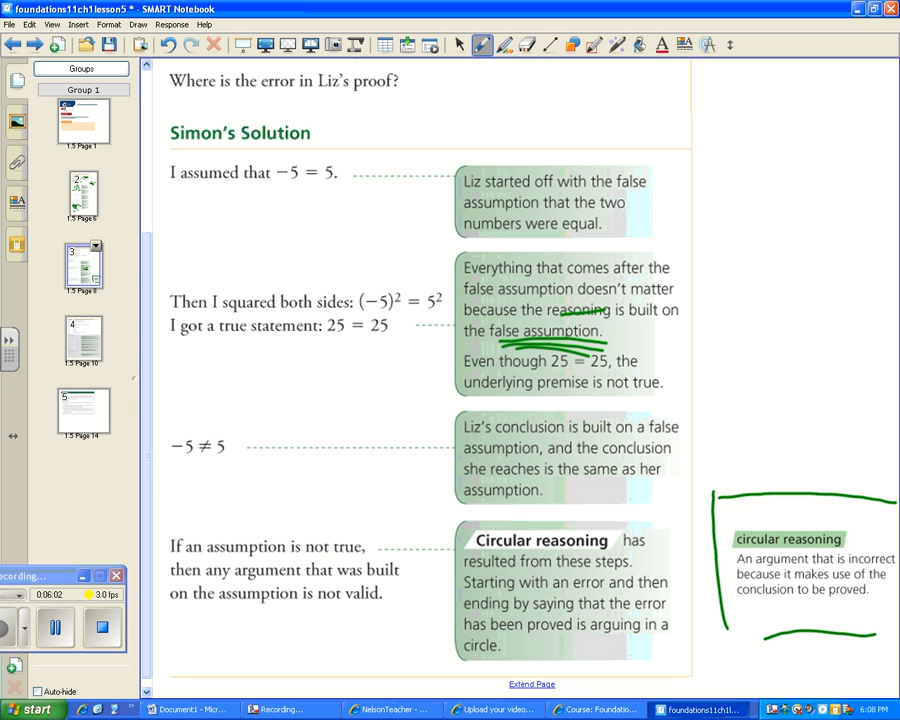 foundations11ch1lesson5 * - SMART Notebook
File Edit View Insert Format Draw Response Help
Groups
Group 1
1.5 Page 1
2
1.5 Page 6
3
1.5 Page 8
4
1.5 Page 10
5
1.5 Page 14
Where is the error in Liz's proof?
Simon's Solution
I assumed that −5 = 5.
Liz started off with the false
assumption that the two
numbers were equal.
Then I squared both sides: (−5)² = 5²
I got a true statement: 25 = 25
Everything that comes after the
false assumption doesn't matter
because the reasoning is built on
the false assumption.
Even though 25 = 25, the
underlying premise is not true.
−5 ≠ 5
Liz's conclusion is built on a false
assumption, and the conclusion
she reaches is the same as her
assumption.
If an assumption is not true,
then any argument that was built
on the assumption is not valid.
Circular reasoning has
resulted from these steps.
Starting with an error and then
ending by saying that the error
has been proved is arguing in a
circle.
circular reasoning
An argument that is incorrect
because it makes use of the
conclusion to be proved.
Extend Page
ecording...
0:06:02 3.0 fps
Auto-hide
start
Document1 - Micr...
Recording...
NelsonTeacher - ...
Upload your video...
Course: Foundatio...
foundations11ch1l...
6:08 PM